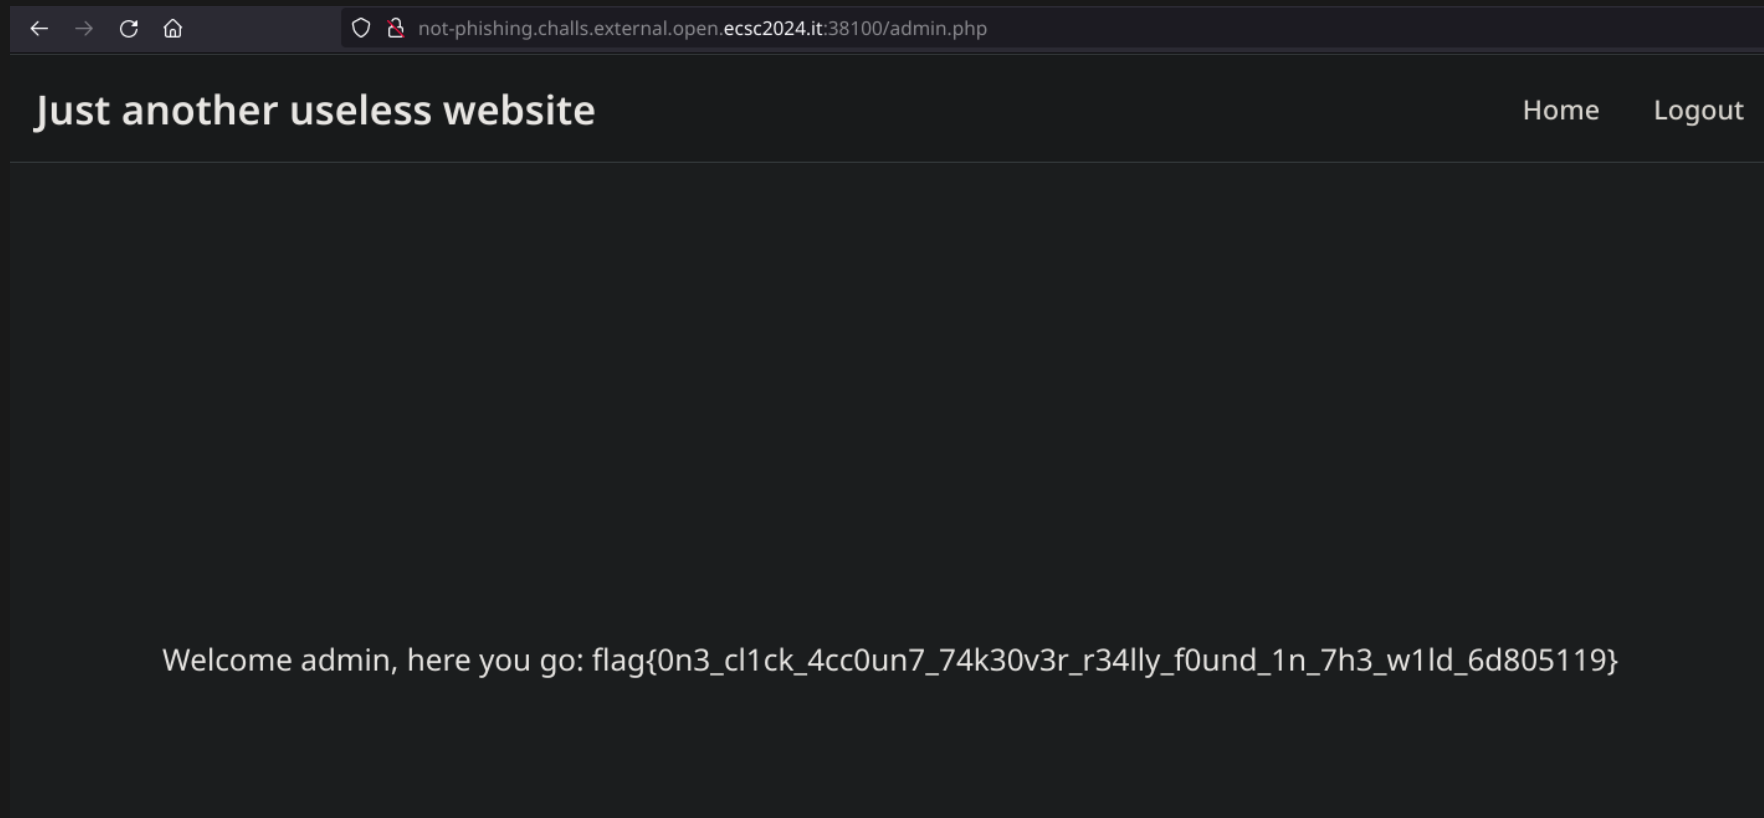 not-phishing.challs.external.open.ecsc2024.it:38100/admin.php
Just another useless website Home Logout
Welcome admin, here you go: flag{0n3_cl1ck_4cc0un7_74k30v3r_r34lly_f0und_1n_7h3_w1ld_6d805119}